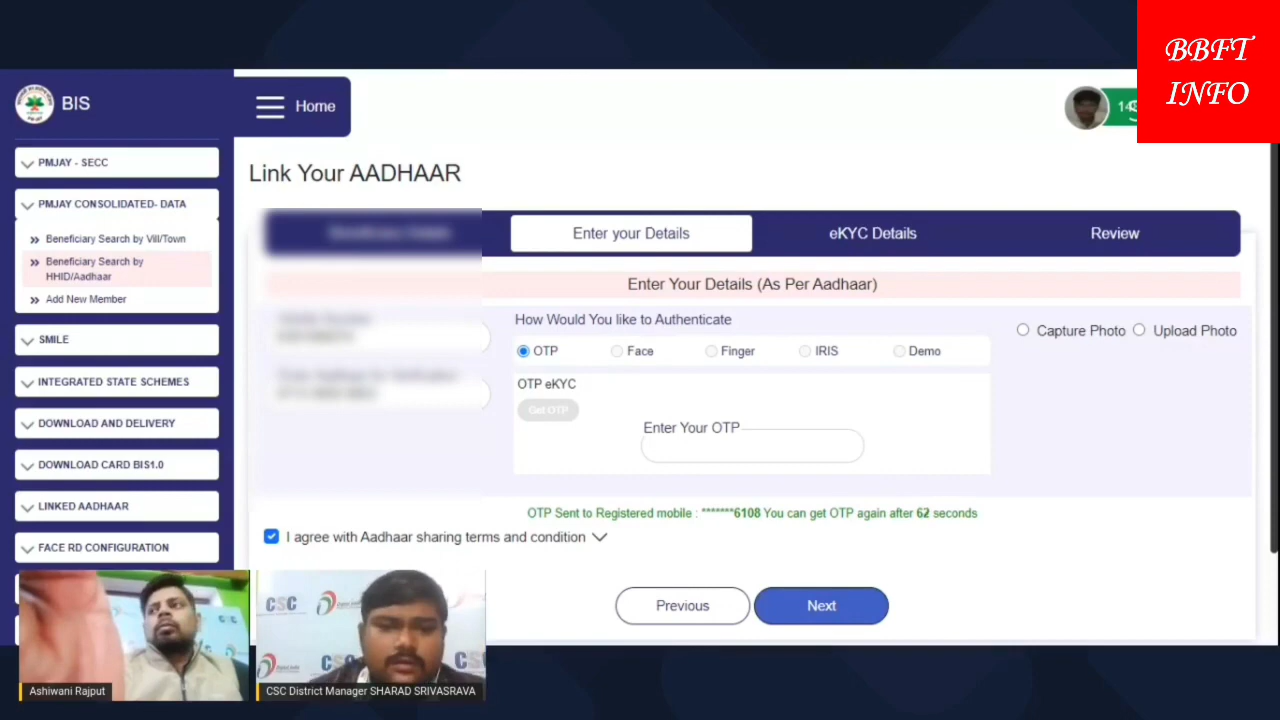 BBFT
INFO
BIS
Home
PMJAY - SECC
PMJAY CONSOLIDATED- DATA
Beneficiary Search by Vill/Town
Beneficiary Search by
HHID/Aadhaar
Add New Member
SMILE
INTEGRATED STATE SCHEMES
DOWNLOAD AND DELIVERY
DOWNLOAD CARD BIS1.0
LINKED AADHAAR
FACE RD CONFIGURATION
Link Your AADHAAR
Enter your Details
eKYC Details
Review
Enter Your Details (As Per Aadhaar)
How Would You like to Authenticate
OTP
Face
Finger
IRIS
Demo
Capture Photo
Upload Photo
OTP eKYC
Get OTP
Enter Your OTP
OTP Sent to Registered mobile : *******6108 You can get OTP again after 62 seconds
I agree with Aadhaar sharing terms and condition
Previous
Next
CSC
CSC
CSC
Ashiwani Rajput
CSC District Manager SHARAD SRIVASRAVA